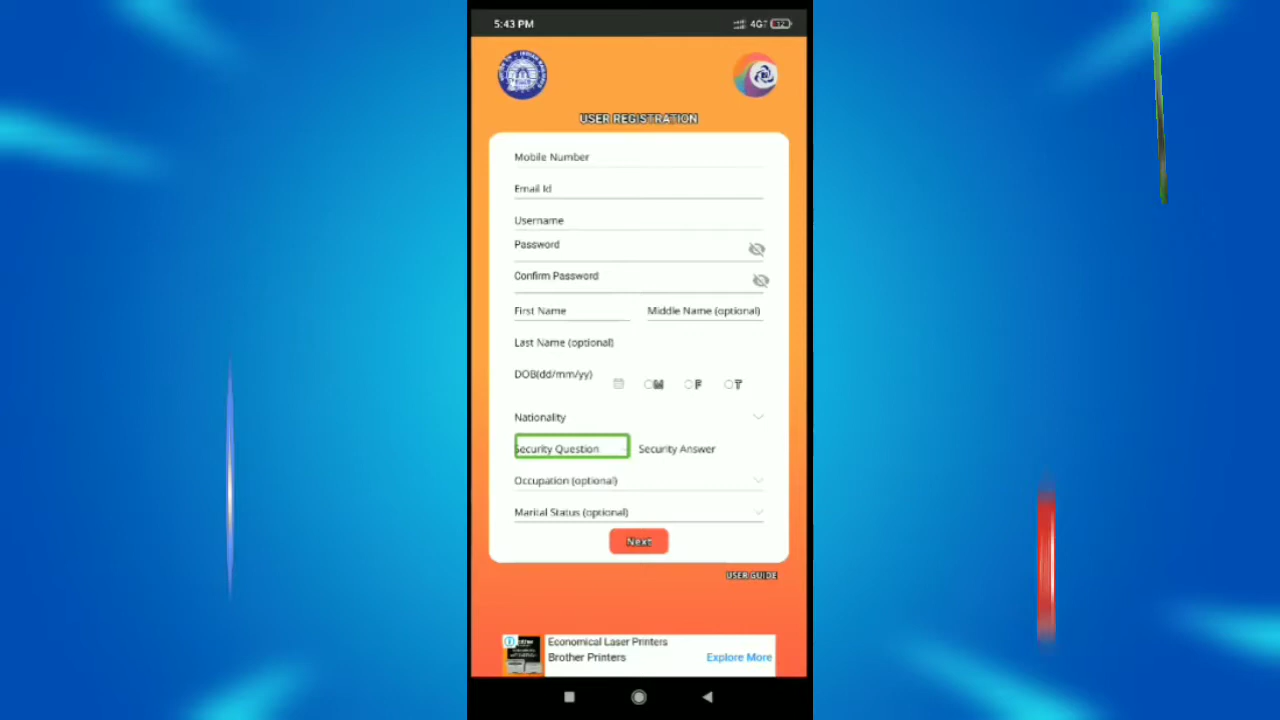 5:43 PM
4G
12
USER REGISTRATION
Mobile Number
Email Id
Username
Password
Confirm Password
First Name
Middle Name (optional)
Last Name (optional)
DOB(dd/mm/yy)
M
F
T
Nationality
Security Question
Security Answer
Occupation (optional)
Marital Status (optional)
Next
USER GUIDE
Economical Laser Printers
Brother Printers
Explore More